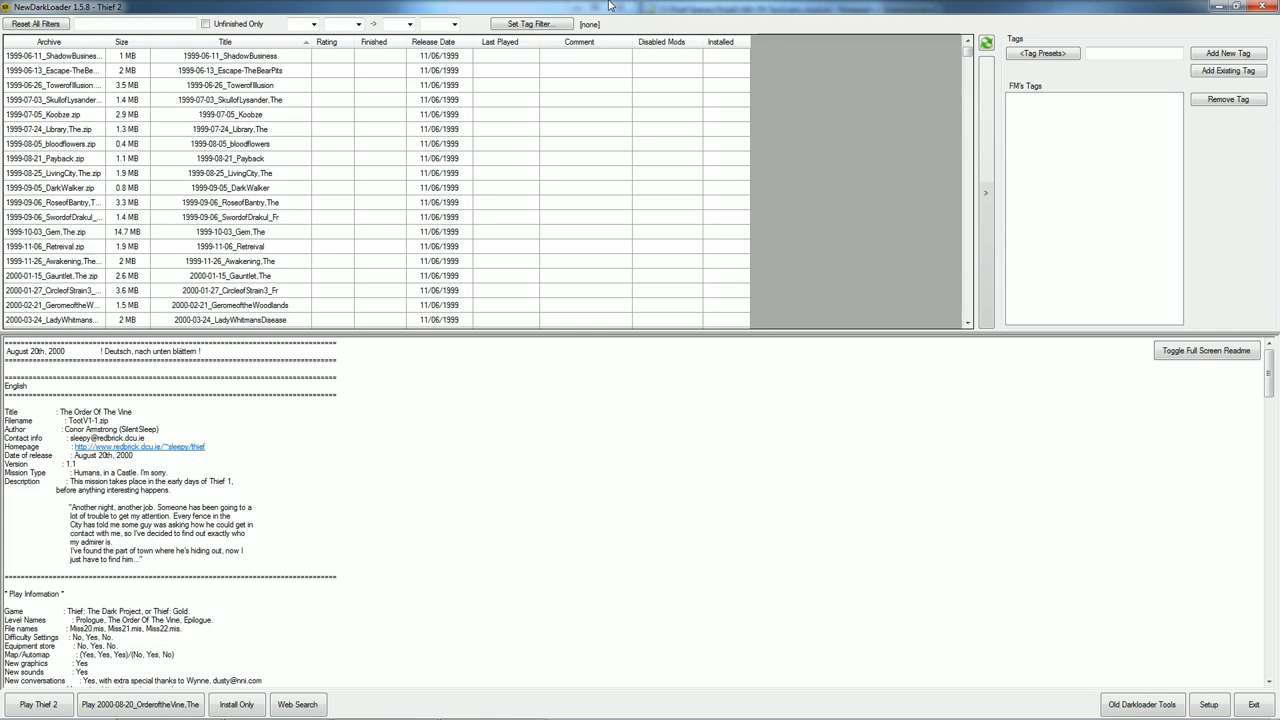 NewDarkLoader 1.5.8 - Thief 2
Reset All Filters Unfinished Only -> Set Tag Filter... [none]
Archive Size Title Rating Finished Release Date Last Played Comment Disabled Mods Installed
1999-06-11_ShadowBusines... 1 MB 1999-06-11_ShadowBusiness 11/06/1999
1999-06-13_Escape-TheBe... 2 MB 1999-06-13_Escape-TheBearPits 11/06/1999
1999-06-26_TowerofIllusion.... 3.5 MB 1999-06-26_TowerofIllusion 11/06/1999
1999-07-03_SkullofLysander... 1.4 MB 1999-07-03_SkullofLysander,The 11/06/1999
1999-07-05_Koobze.zip 2.9 MB 1999-07-05_Koobze 11/06/1999
1999-07-24_Library,The.zip 1.3 MB 1999-07-24_Library,The 11/06/1999
1999-08-05_bloodflowers.zip 0.4 MB 1999-08-05_bloodflowers 11/06/1999
1999-08-21_Payback.zip 1.1 MB 1999-08-21_Payback 11/06/1999
1999-08-25_LivingCity,The.zip 1.6 MB 1999-08-25_LivingCity,The 11/06/1999
1999-09-05_DarkWalker.zip 0.8 MB 1999-09-05_DarkWalker 11/06/1999
1999-09-06_RoseofBantry,T... 3.3 MB 1999-09-06_RoseofBantry,The 11/06/1999
1999-09-06_SwordofDrakul_... 1.4 MB 1999-09-06_SwordofDrakul_Fr 11/06/1999
1999-10-03_Gem,The.zip 14.7 MB 1999-10-03_Gem,The 11/06/1999
1999-11-06_Retreival.zip 1.9 MB 1999-11-06_Retreival 11/06/1999
1999-11-26_Awakening,The... 2 MB 1999-11-26_Awakening,The 11/06/1999
2000-01-15_Gauntlet,The.zip 2.6 MB 2000-01-15_Gauntlet,The 11/06/1999
2000-01-27_CircleofStrain3_... 3.6 MB 2000-01-27_CircleofStrain3_Fr 11/06/1999
2000-02-21_GeromeoftheW... 1.5 MB 2000-02-21_GeromeoftheWoodlands 11/06/1999
2000-03-24_LadyWhitmans... 2 MB 2000-03-24_LadyWhitmansDisease 11/06/1999
Tags
<Tag Presets> Add New Tag
Add Existing Tag
FM's Tags
Remove Tag
August 20th, 2000 ! Deutsch, nach unten blättern !
English
Title : The Order Of The Vine
Filename : TootV1-1.zip
Author : Conor Armstrong (SilentSleep)
Contact info : sleepy@redbrick.dcu.ie
Homepage : http://www.redbrick.dcu.ie/~sleepy/thief
Date of release : August 20th, 2000
Version : 1.1
Mission Type : Humans, in a Castle. I'm sorry.
Description : This mission takes place in the early days of Thief 1,
before anything interesting happens.
"Another night, another job. Someone has been going to a
lot of trouble to get my attention. Every fence in the
City has told me some guy was asking how he could get in
contact with me, so I've decided to find out exactly who
my admirer is.
I've found the part of town where he's hiding out, now I
just have to find him..."
* Play Information *
Game : Thief: The Dark Project, or Thief: Gold.
Level Names : Prologue, The Order Of The Vine, Epilogue.
File names : Miss20.mis, Miss21.mis, Miss22.mis.
Difficulty Settings : No, Yes, No.
Equipment store : No, Yes, No.
Map/Automap : (Yes, Yes, Yes)/(No, Yes, No)
New graphics : Yes
New sounds : Yes
New conversations : Yes, with extra special thanks to Wynne, dusty@nni.com
Toggle Full Screen Readme
Play Thief 2 Play 2000-08-20_OrderoftheVine,The Install Only Web Search Old Darkloader Tools Setup Exit